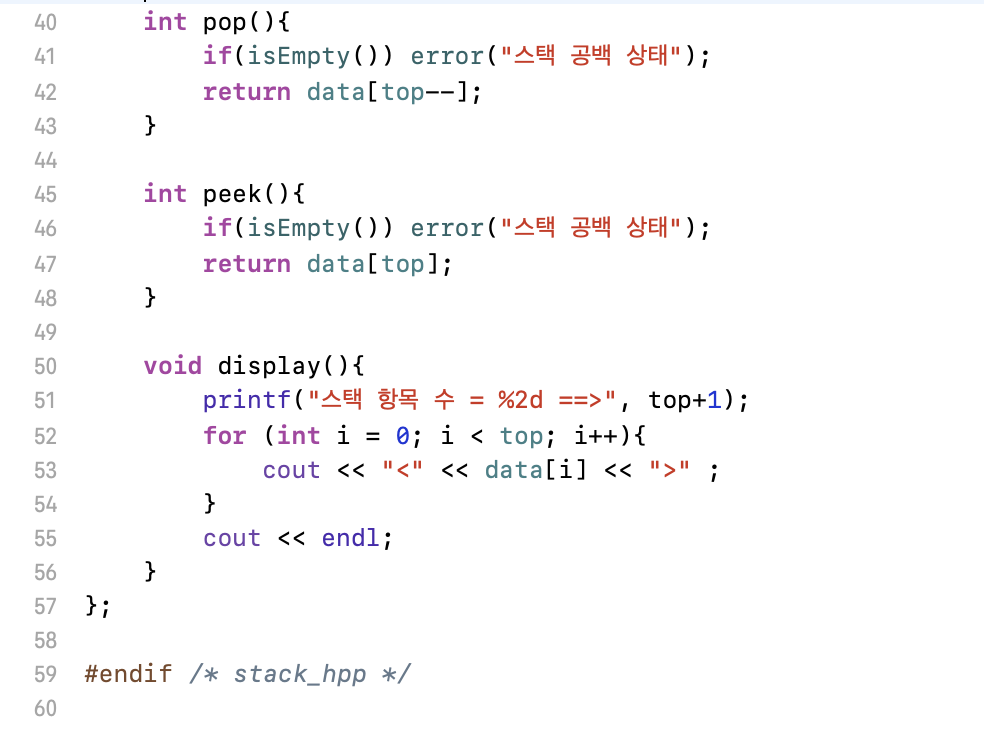 40 int pop(){
41 if(isEmpty()) error("스택 공백 상태");
42 return data[top--];
43 }
44
45 int peek(){
46 if(isEmpty()) error("스택 공백 상태");
47 return data[top];
48 }
49
50 void display(){
51 printf("스택 항목 수 = %2d ==>", top+1);
52 for (int i = 0; i < top; i++){
53 cout << "<" << data[i] << ">" ;
54 }
55 cout << endl;
56 }
57 };
58
59 #endif /* stack_hpp */
60